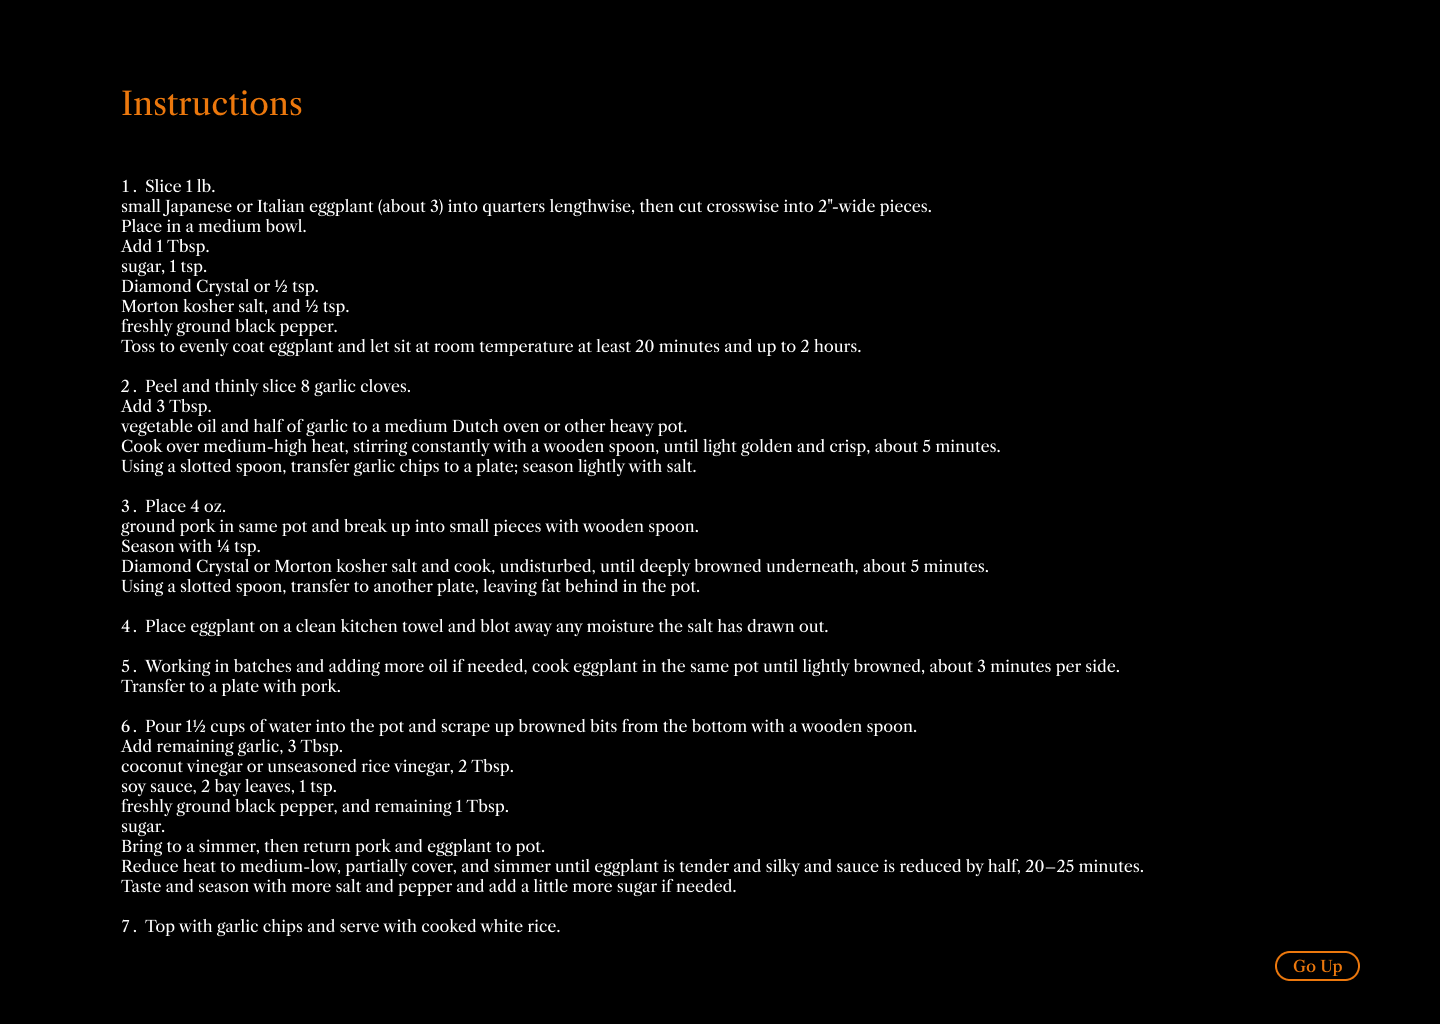 Instructions
1. Slice 1 lb.
small Japanese or Italian eggplant (about 3) into quarters lengthwise, then cut crosswise into 2"-wide pieces.
Place in a medium bowl.
Add 1 Tbsp.
sugar, 1 tsp.
Diamond Crystal or ½ tsp.
Morton kosher salt, and ½ tsp.
freshly ground black pepper.
Toss to evenly coat eggplant and let sit at room temperature at least 20 minutes and up to 2 hours.
2. Peel and thinly slice 8 garlic cloves.
Add 3 Tbsp.
vegetable oil and half of garlic to a medium Dutch oven or other heavy pot.
Cook over medium-high heat, stirring constantly with a wooden spoon, until light golden and crisp, about 5 minutes.
Using a slotted spoon, transfer garlic chips to a plate; season lightly with salt.
3. Place 4 oz.
ground pork in same pot and break up into small pieces with wooden spoon.
Season with ¼ tsp.
Diamond Crystal or Morton kosher salt and cook, undisturbed, until deeply browned underneath, about 5 minutes.
Using a slotted spoon, transfer to another plate, leaving fat behind in the pot.
4. Place eggplant on a clean kitchen towel and blot away any moisture the salt has drawn out.
5. Working in batches and adding more oil if needed, cook eggplant in the same pot until lightly browned, about 3 minutes per side.
Transfer to a plate with pork.
6. Pour 1½ cups of water into the pot and scrape up browned bits from the bottom with a wooden spoon.
Add remaining garlic, 3 Tbsp.
coconut vinegar or unseasoned rice vinegar, 2 Tbsp.
soy sauce, 2 bay leaves, 1 tsp.
freshly ground black pepper, and remaining 1 Tbsp.
sugar.
Bring to a simmer, then return pork and eggplant to pot.
Reduce heat to medium-low, partially cover, and simmer until eggplant is tender and silky and sauce is reduced by half, 20–25 minutes.
Taste and season with more salt and pepper and add a little more sugar if needed.
7. Top with garlic chips and serve with cooked white rice.
Go Up